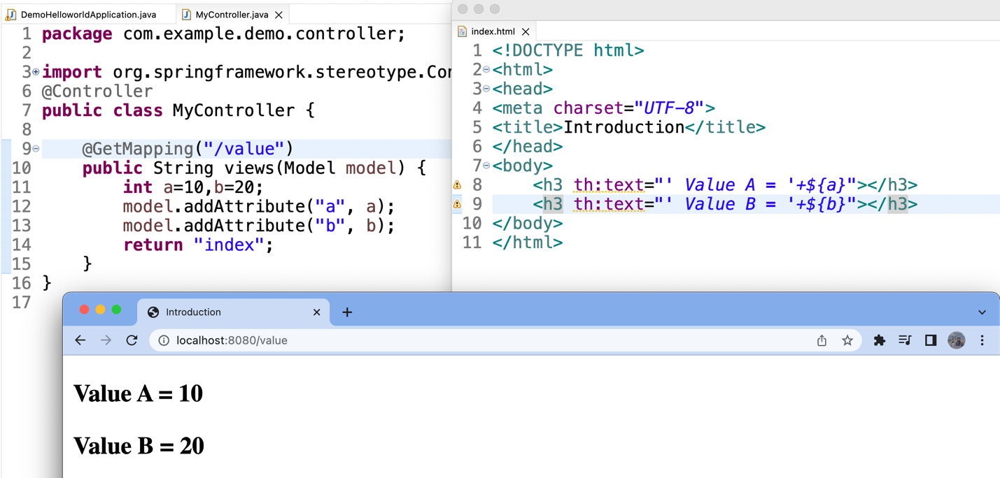 DemoHelloworldApplication.java
MyController.java
1 package com.example.demo.controller;
2
3 import org.springframework.stereotype.
6 @Controller
7 public class MyController {
8
9 @GetMapping("/value")
10 public String views(Model model) {
11 int a=10,b=20;
12 model.addAttribute("a", a);
13 model.addAttribute("b", b);
14 return "index";
15 }
16 }
17
index.html
1 <!DOCTYPE html>
2 <html>
3 <head>
4 <meta charset="UTF-8">
5 <title>Introduction</title>
6 </head>
7 <body>
8 <h3 th:text="' Value A = '+${a}"></h3>
9 <h3 th:text="' Value B = '+${b}"></h3>
10 </body>
11 </html>
Introduction
localhost:8080/value
Value A = 10
Value B = 20